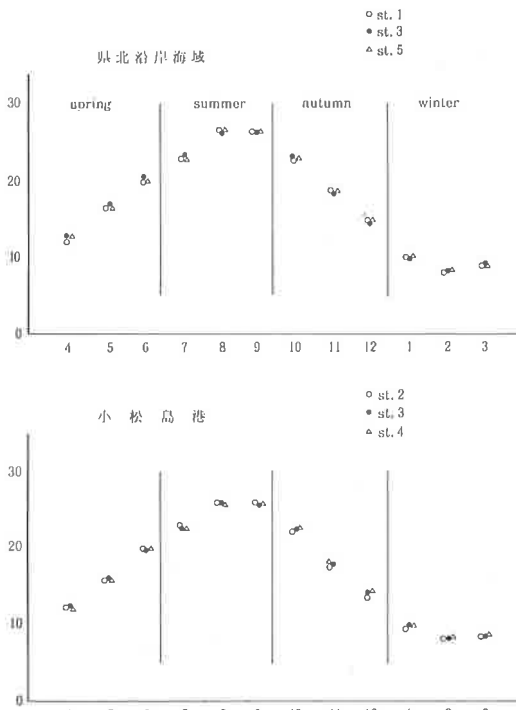 ○ st. 1
● st. 3
△ st. 5
県北沿岸海域
30
spring summer autumn winter
20
10
0
4 5 6 7 8 9 10 11 12 1 2 3
○ st. 2
● st. 3
△ st. 4
小松島港
30
20
10
0